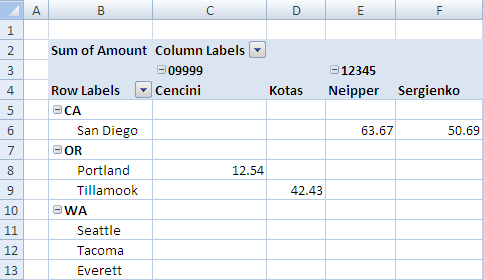 A B C D E F
1
2 Sum of Amount Column Labels
3 09999 12345
4 Row Labels Cencini Kotas Neipper Sergienko
5 CA
6 San Diego 63.67 50.69
7 OR
8 Portland 12.54
9 Tillamook 42.43
10 WA
11 Seattle
12 Tacoma
13 Everett